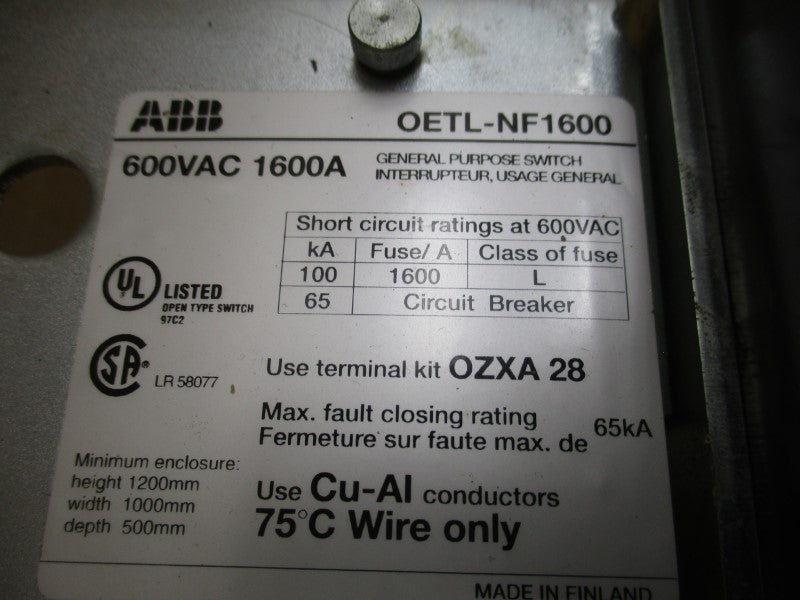 ABB OETL-NF1600
600VAC 1600A
GENERAL PURPOSE SWITCH
INTERRUPTEUR, USAGE GENERAL
Short circuit ratings at 600VAC
kA Fuse/ A Class of fuse
100 1600 L
65 Circuit Breaker
UL LISTED
OPEN TYPE SWITCH
97C2
SA ® LR 58077
Use terminal kit OZXA 28
Max. fault closing rating
Fermeture sur faute max. de 65kA
Minimum enclosure:
height 1200mm
width 1000mm
depth 500mm
Use Cu-Al conductors
75°C Wire only
MADE IN FINLAND